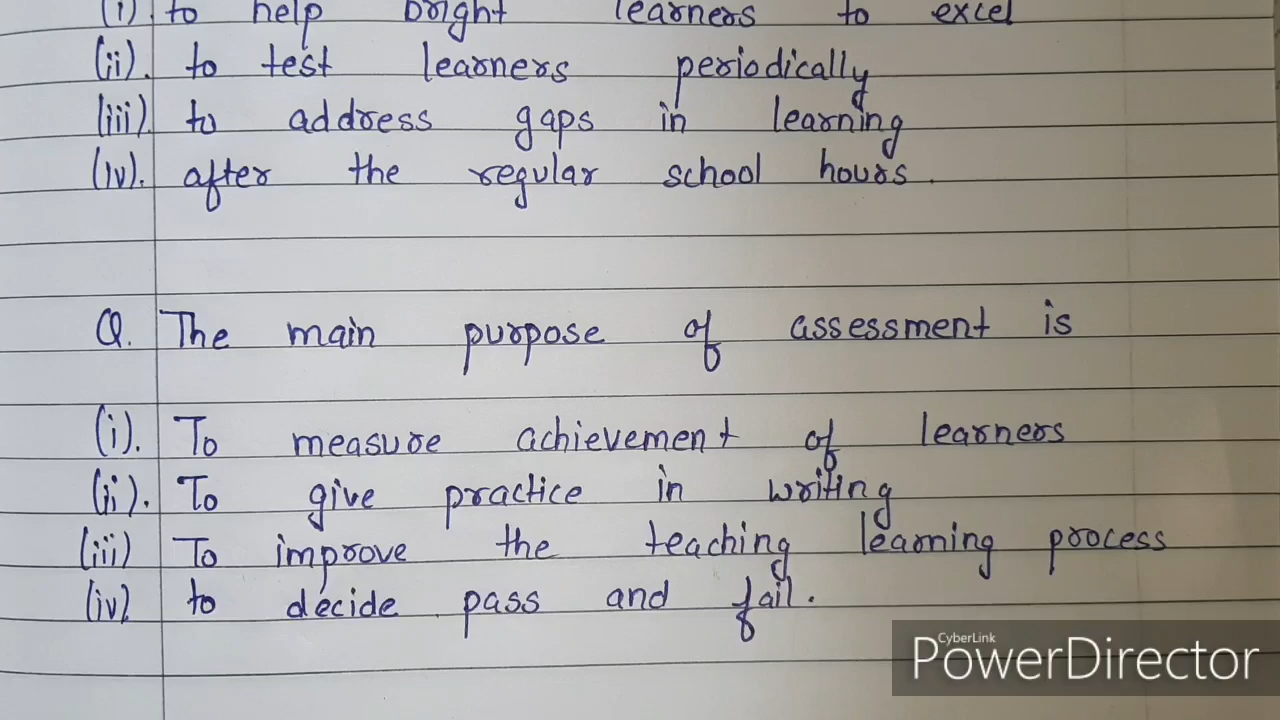 (i) to help bright learners to excel
(ii). to test learners periodically
(iii). to address gaps in learning
(iv). after the regular school hours.
Q. The main purpose of assessment is
(i). To measure achievement of learners
(ii). To give practice in writing
(iii) To improve the teaching learning process
(iv) to decide pass and fail.
CyberLink
PowerDirector